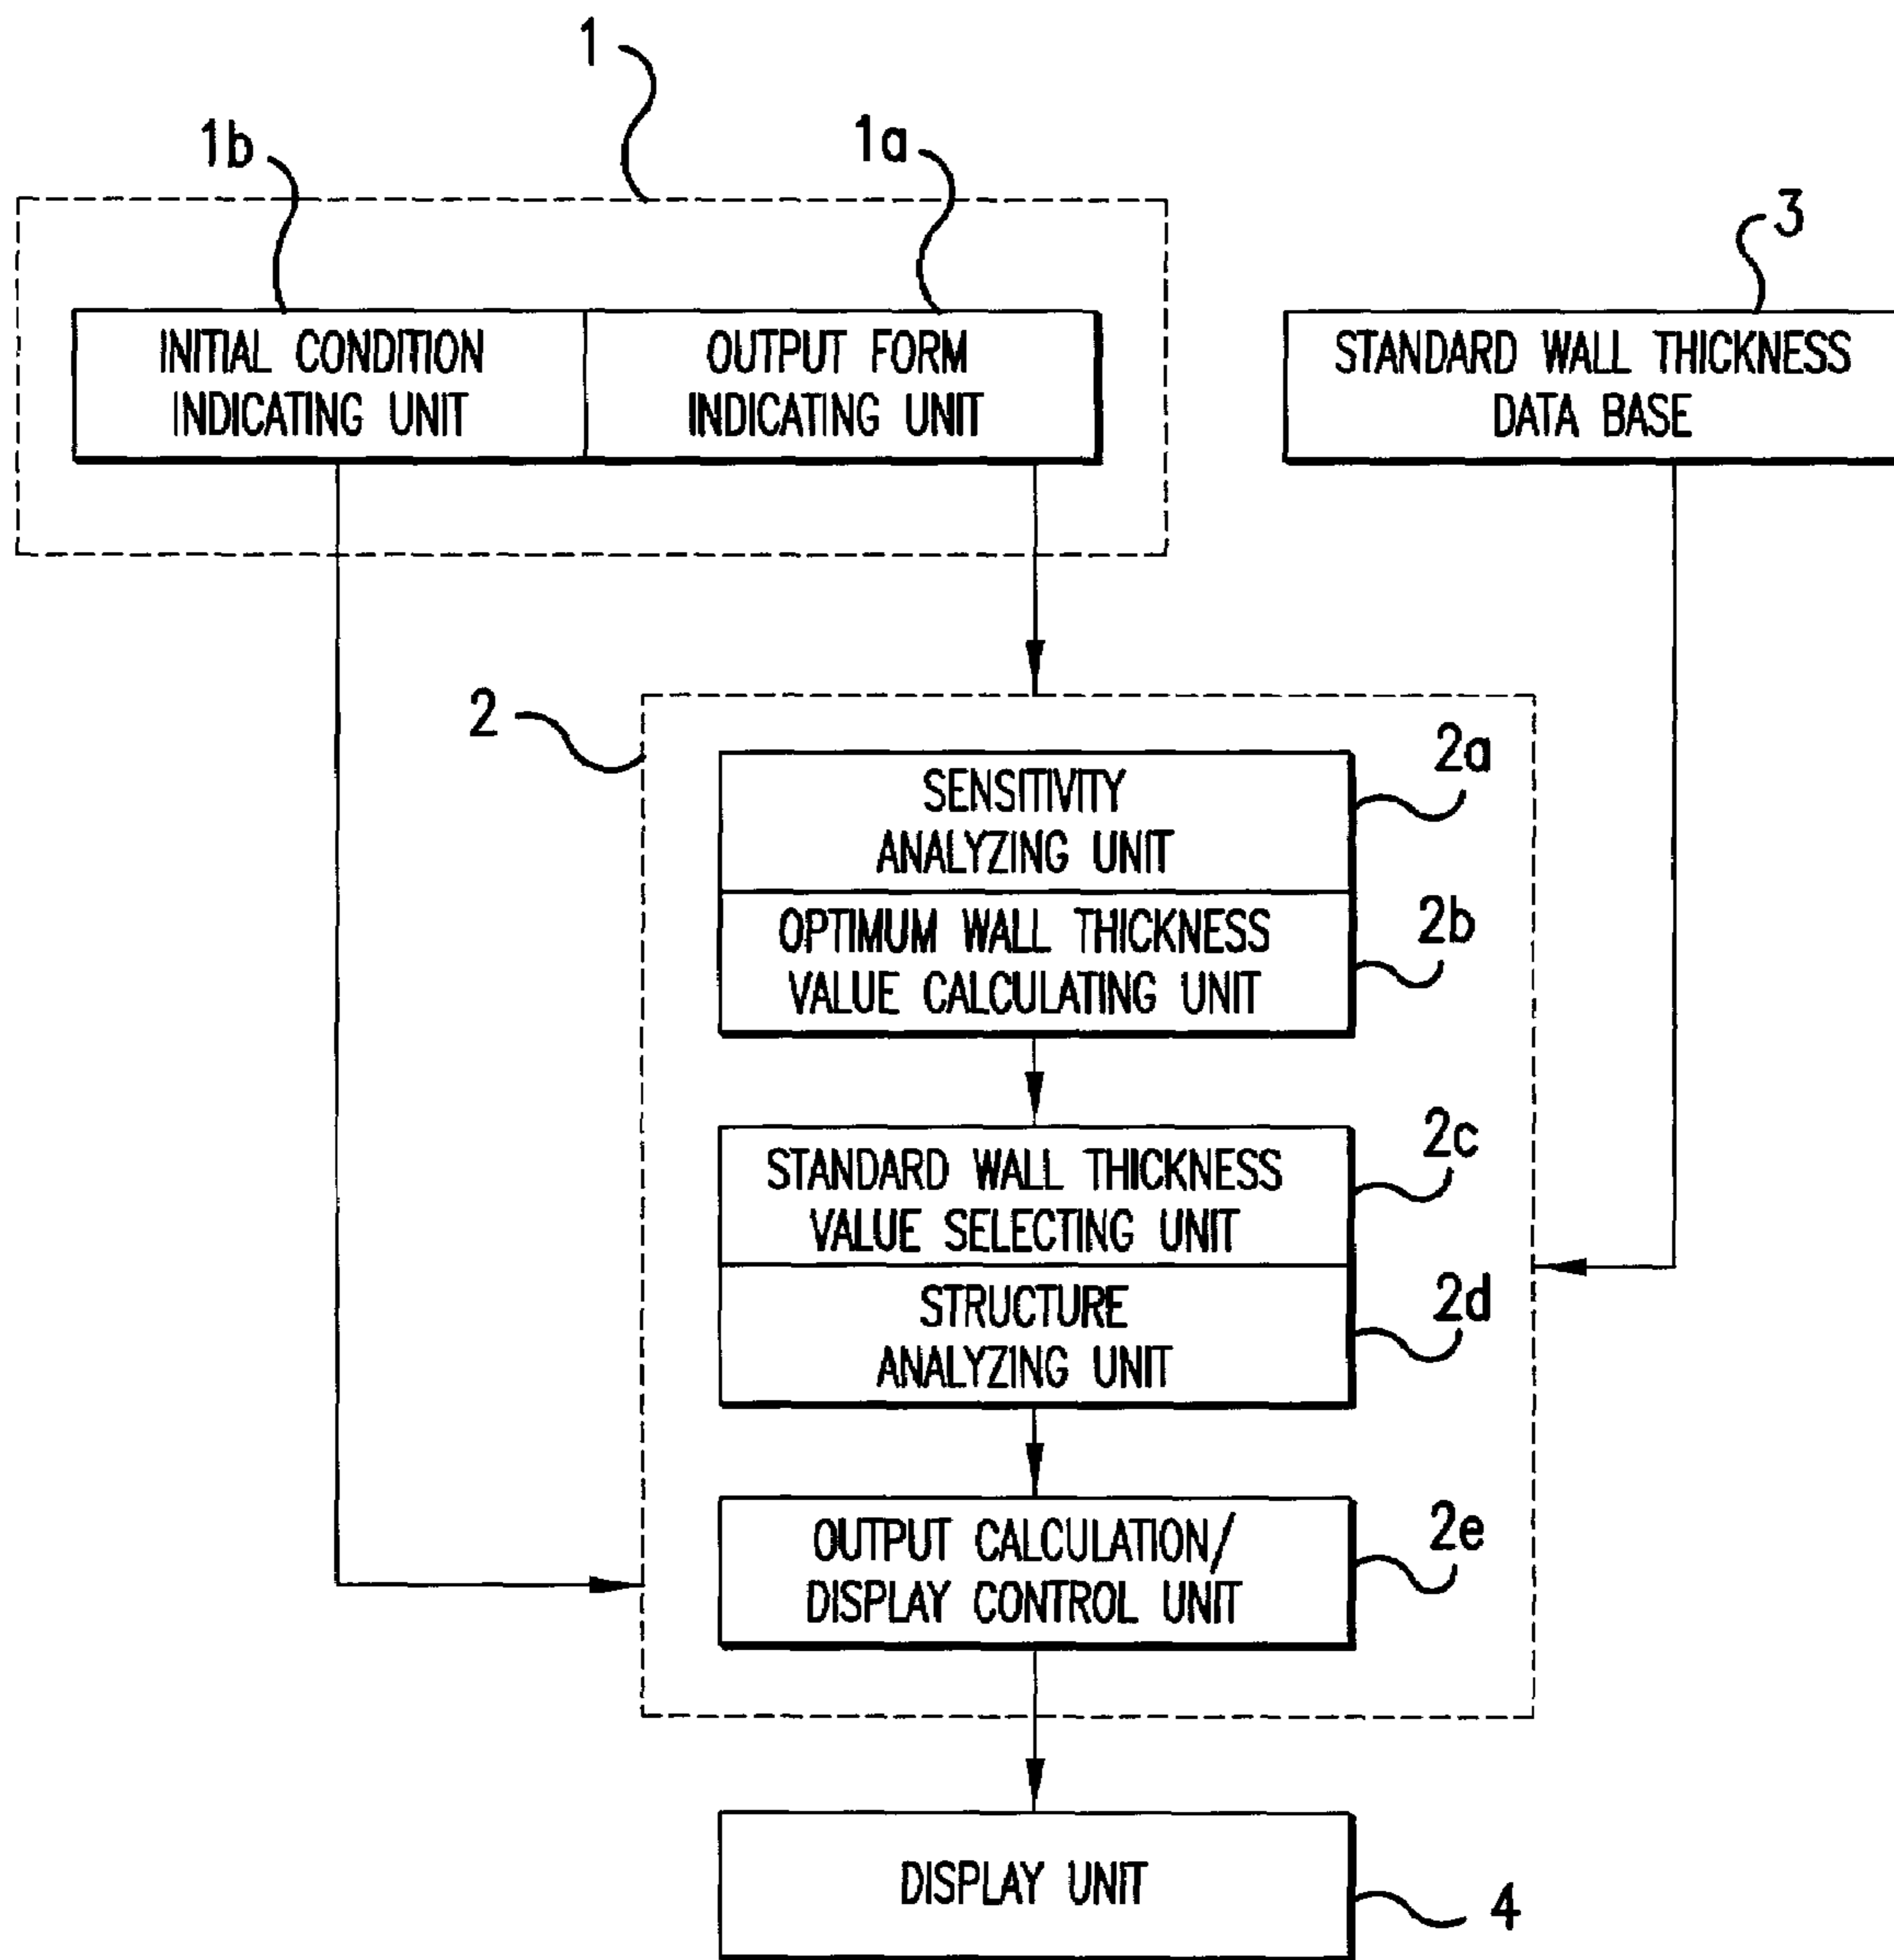 1
1b
1a
3
INITIAL CONDITION
INDICATING UNIT
OUTPUT FORM
INDICATING UNIT
STANDARD WALL THICKNESS
DATA BASE
2
SENSITIVITY
ANALYZING UNIT
2a
OPTIMUM WALL THICKNESS
VALUE CALCULATING UNIT
2b
STANDARD WALL THICKNESS
VALUE SELECTING UNIT
2c
STRUCTURE
ANALYZING UNIT
2d
OUTPUT CALCULATION/
DISPLAY CONTROL UNIT
2e
DISPLAY UNIT
4